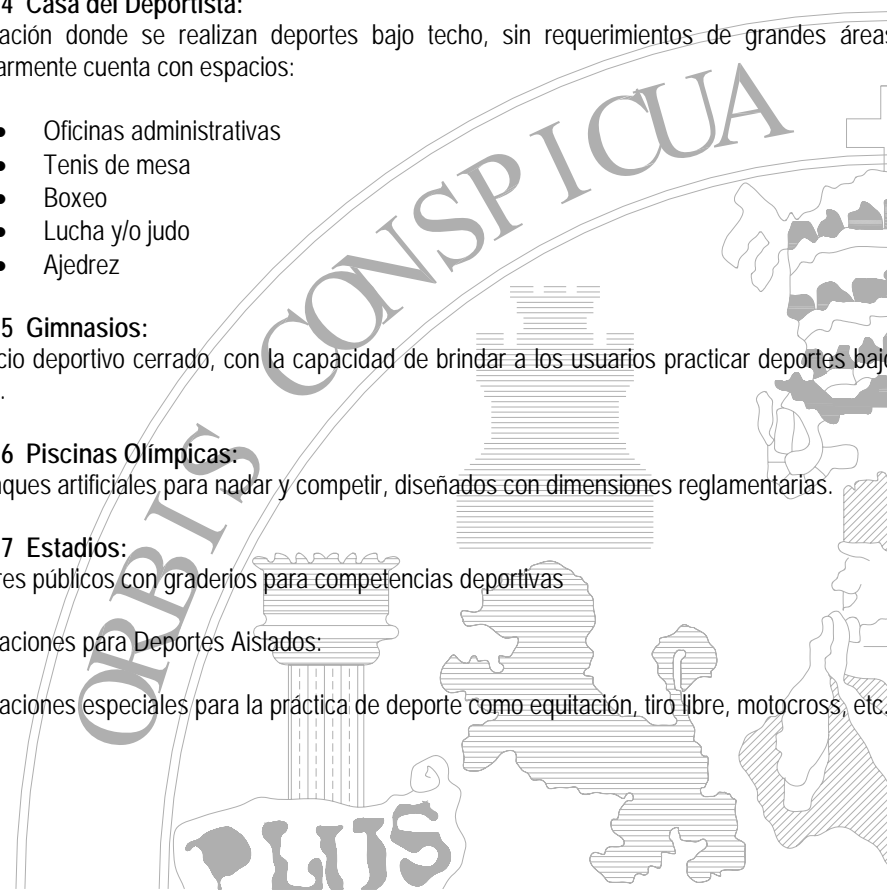 4 Casa del Deportista:
ación donde se realizan deportes bajo techo, sin requerimientos de grandes áreas
armente cuenta con espacios:
• Oficinas administrativas
• Tenis de mesa
• Boxeo
• Lucha y/o judo
• Ajedrez
5 Gimnasios:
cio deportivo cerrado, con la capacidad de brindar a los usuarios practicar deportes bajo
.
6 Piscinas Olímpicas:
ques artificiales para nadar y competir, diseñados con dimensiones reglamentarias.
7 Estadios:
res públicos con graderios para competencias deportivas
aciones para Deportes Aislados:
aciones especiales para la práctica de deporte como equitación, tiro libre, motocross, etc.
ORBIS CONSPICUA
PLUS